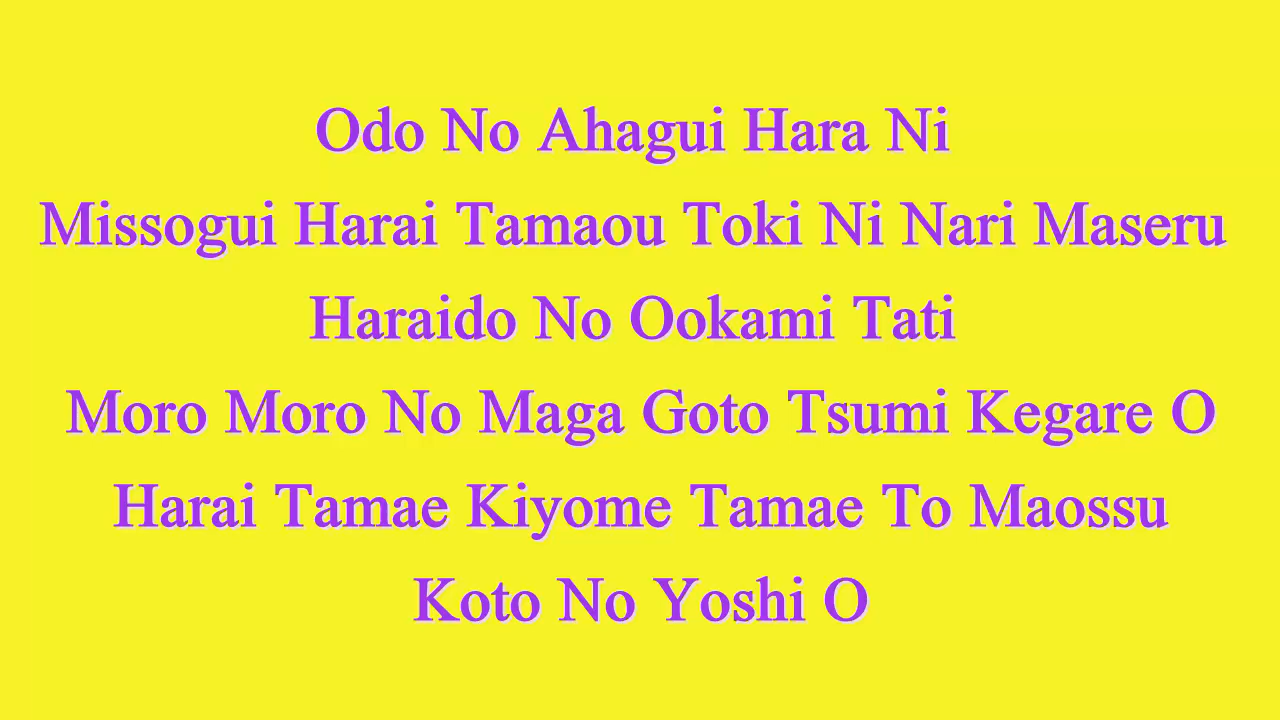 Odo No Ahagui Hara Ni
Missogui Harai Tamaou Toki Ni Nari Maseru
Haraido No Ookami Tati
Moro Moro No Maga Goto Tsumi Kegare O
Harai Tamae Kiyome Tamae To Maossu
Koto No Yoshi O